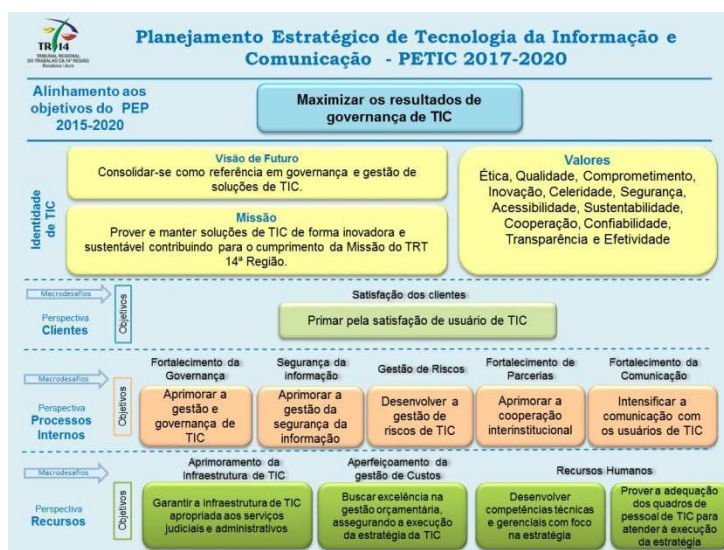 TRT14
TRIBUNAL REGIONAL
DO TRABALHO DA 14ª REGIÃO
Rondônia / Acre
Planejamento Estratégico de Tecnologia da Informação e
Comunicação - PETIC 2017-2020
Alinhamento aos
objetivos do PEP
2015-2020
Maximizar os resultados de
governança de TIC
Identidade
de TIC
Visão de Futuro
Consolidar-se como referência em governança e gestão de
soluções de TIC.
Missão
Prover e manter soluções de TIC de forma inovadora e
sustentável contribuindo para o cumprimento da Missão do TRT
14ª Região.
Valores
Ética, Qualidade, Comprometimento,
Inovação, Celeridade, Segurança,
Acessibilidade, Sustentabilidade,
Cooperação, Confiabilidade,
Transparência e Efetividade
Macrodesafios
Perspectiva
Clientes
Objetivos
Satisfação dos clientes
Primar pela satisfação de usuário de TIC
Macrodesafios
Perspectiva
Processos
Internos
Objetivos
Fortalecimento da
Governança
Aprimorar a
gestão e
governança de
TIC
Segurança da
informação
Aprimorar a
gestão da
segurança da
informação
Gestão de Riscos
Desenvolver a
gestão de
riscos de TIC
Fortalecimento de
Parcerias
Aprimorar a
cooperação
interinstitucional
Fortalecimento da
Comunicação
Intensificar a
comunicação com
os usuários de TIC
Macrodesafios
Perspectiva
Recursos
Objetivos
Aprimoramento da
Infraestrutura de TIC
Garantir a infraestrutura de TIC
apropriada aos serviços
judiciais e administrativos
Aperfeiçoamento da
gestão de Custos
Buscar excelência na
gestão orçamentária,
assegurando a execução
da estratégia da TIC
Recursos Humanos
Desenvolver
competências técnicas
e gerenciais com foco
na estratégia
Prover a adequação
dos quadros de
pessoal de TIC para
atender à execução
da estratégia